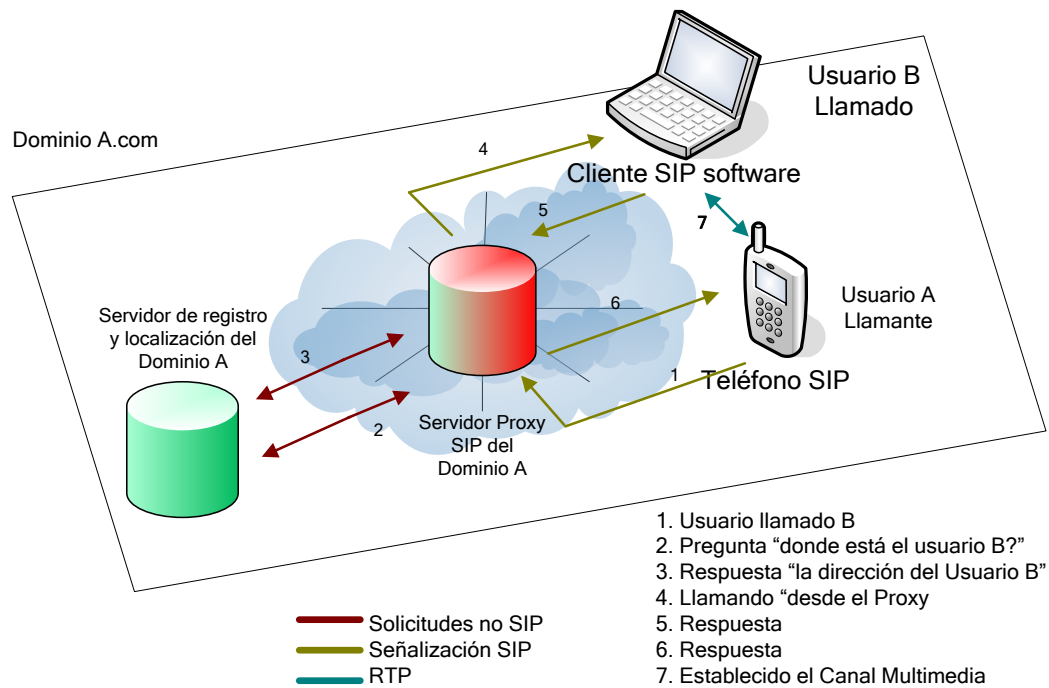 Usuario B
Llamado
Dominio A.com
4
Cliente SIP software
5
7
Usuario A
Llamante
6
Servidor de registro
y localización del
Dominio A
3
1
Teléfono SIP
2
Servidor Proxy
SIP del
Dominio A
1. Usuario llamado B
2. Pregunta “donde está el usuario B?”
3. Respuesta “la dirección del Usuario B”
4. Llamando “desde el Proxy
5. Respuesta
6. Respuesta
7. Establecido el Canal Multimedia
Solicitudes no SIP
Señalización SIP
RTP